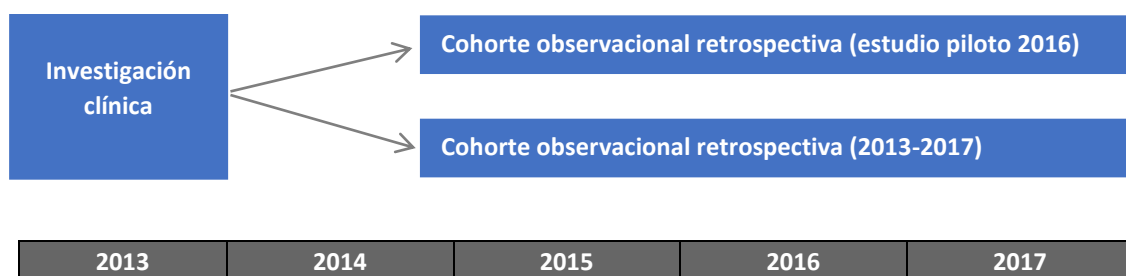 Investigación
clínica
Cohorte observacional retrospectiva (estudio piloto 2016)
Cohorte observacional retrospectiva (2013-2017)
2013 2014 2015 2016 2017